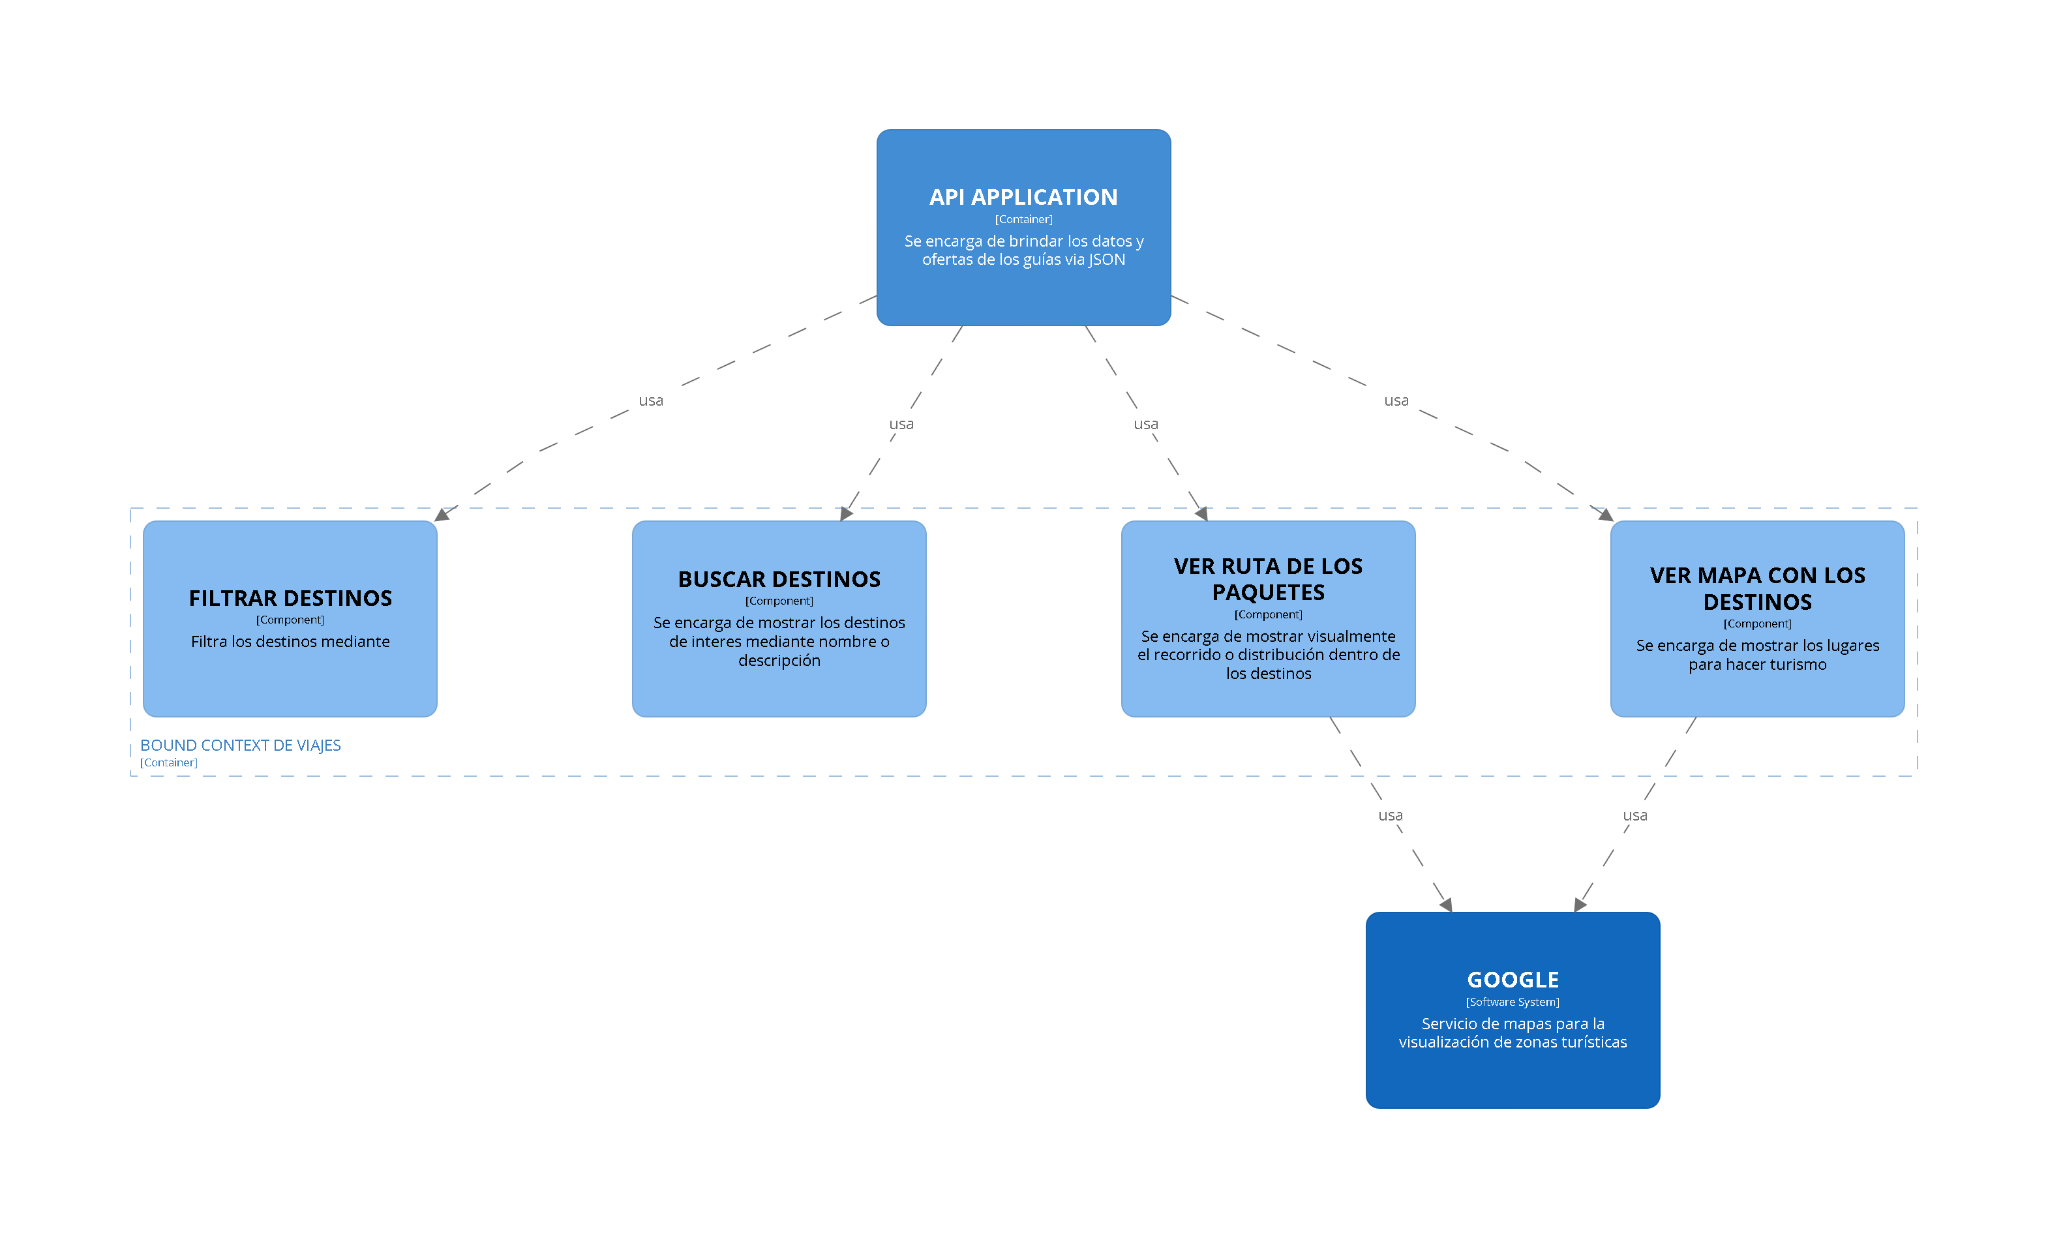 API APPLICATION
[Container]
Se encarga de brindar los datos y
ofertas de los guías via JSON
usa
usa
usa
usa
FILTRAR DESTINOS
[Component]
Filtra los destinos mediante
BUSCAR DESTINOS
[Component]
Se encarga de mostrar los destinos
de interes mediante nombre o
descripción
VER RUTA DE LOS
PAQUETES
[Component]
Se encarga de mostrar visualmente
el recorrido o distribución dentro de
los destinos
VER MAPA CON LOS
DESTINOS
[Component]
Se encarga de mostrar los lugares
para hacer turismo
BOUND CONTEXT DE VIAJES
[Container]
usa
usa
GOOGLE
[Software System]
Servicio de mapas para la
visualización de zonas turísticas